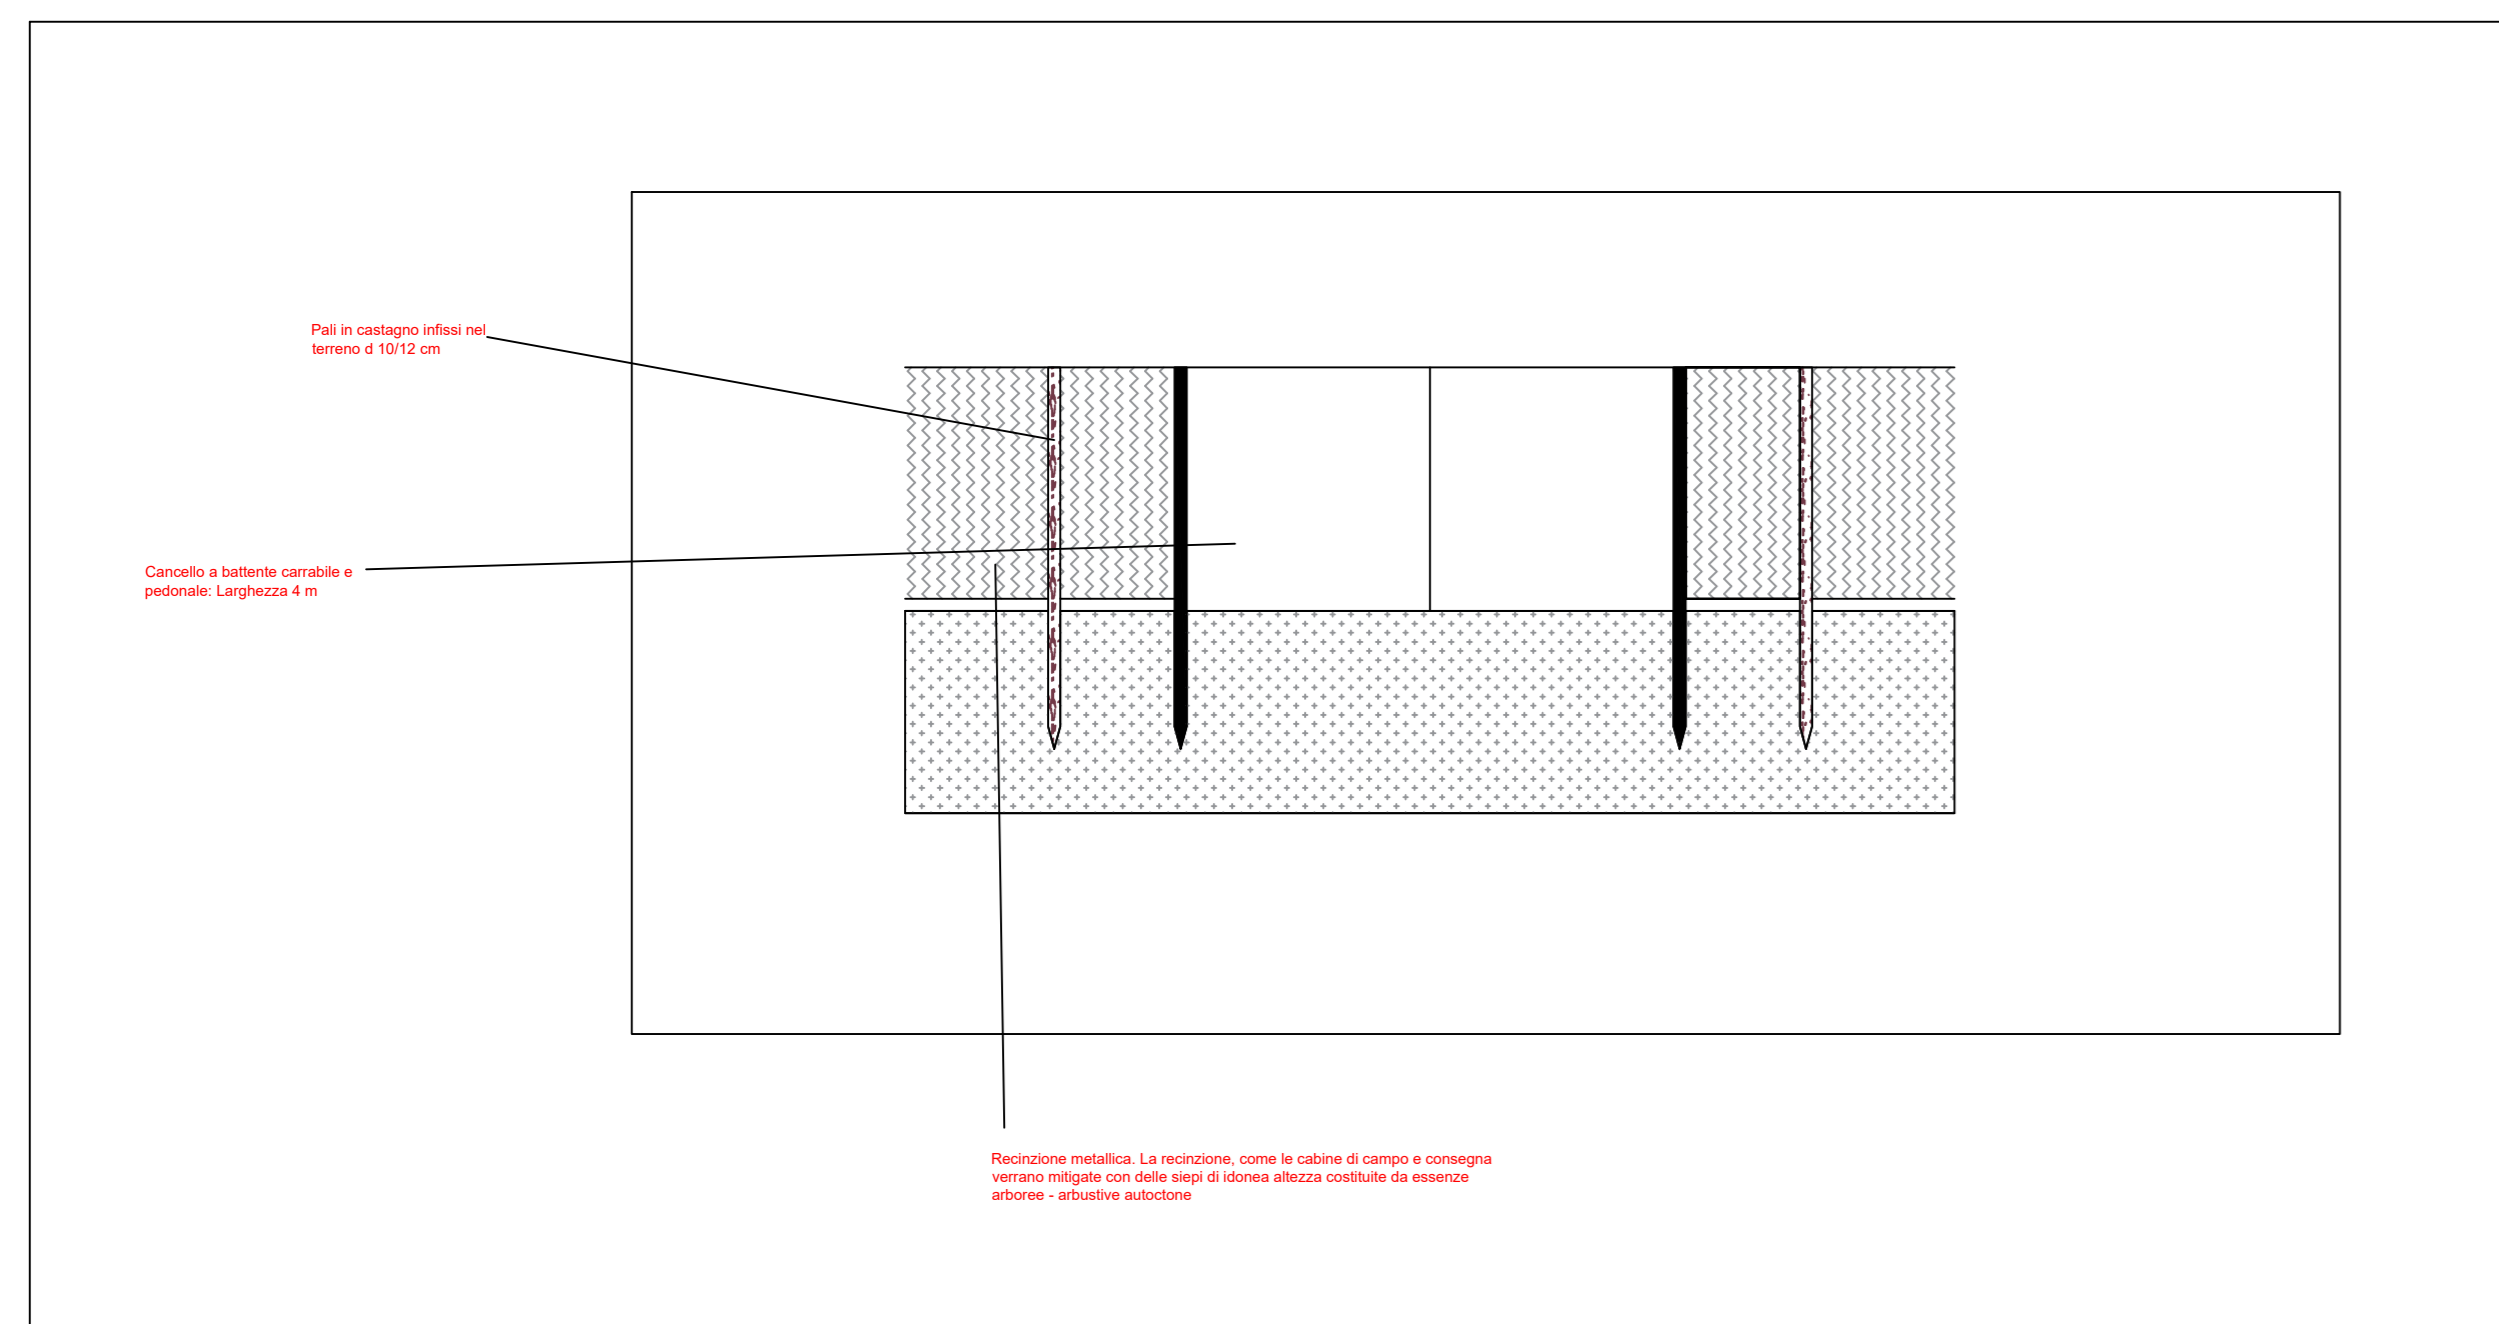 Pali in castagno infissi nel
terreno d 10/12 cm
Cancello a battente carrabile e
pedonale: Larghezza 4 m
Recinzione metallica. La recinzione, come le cabine di campo e consegna
verrano mitigate con delle siepi di idonea altezza costituite da essenze
arboree - arbustive autoctone